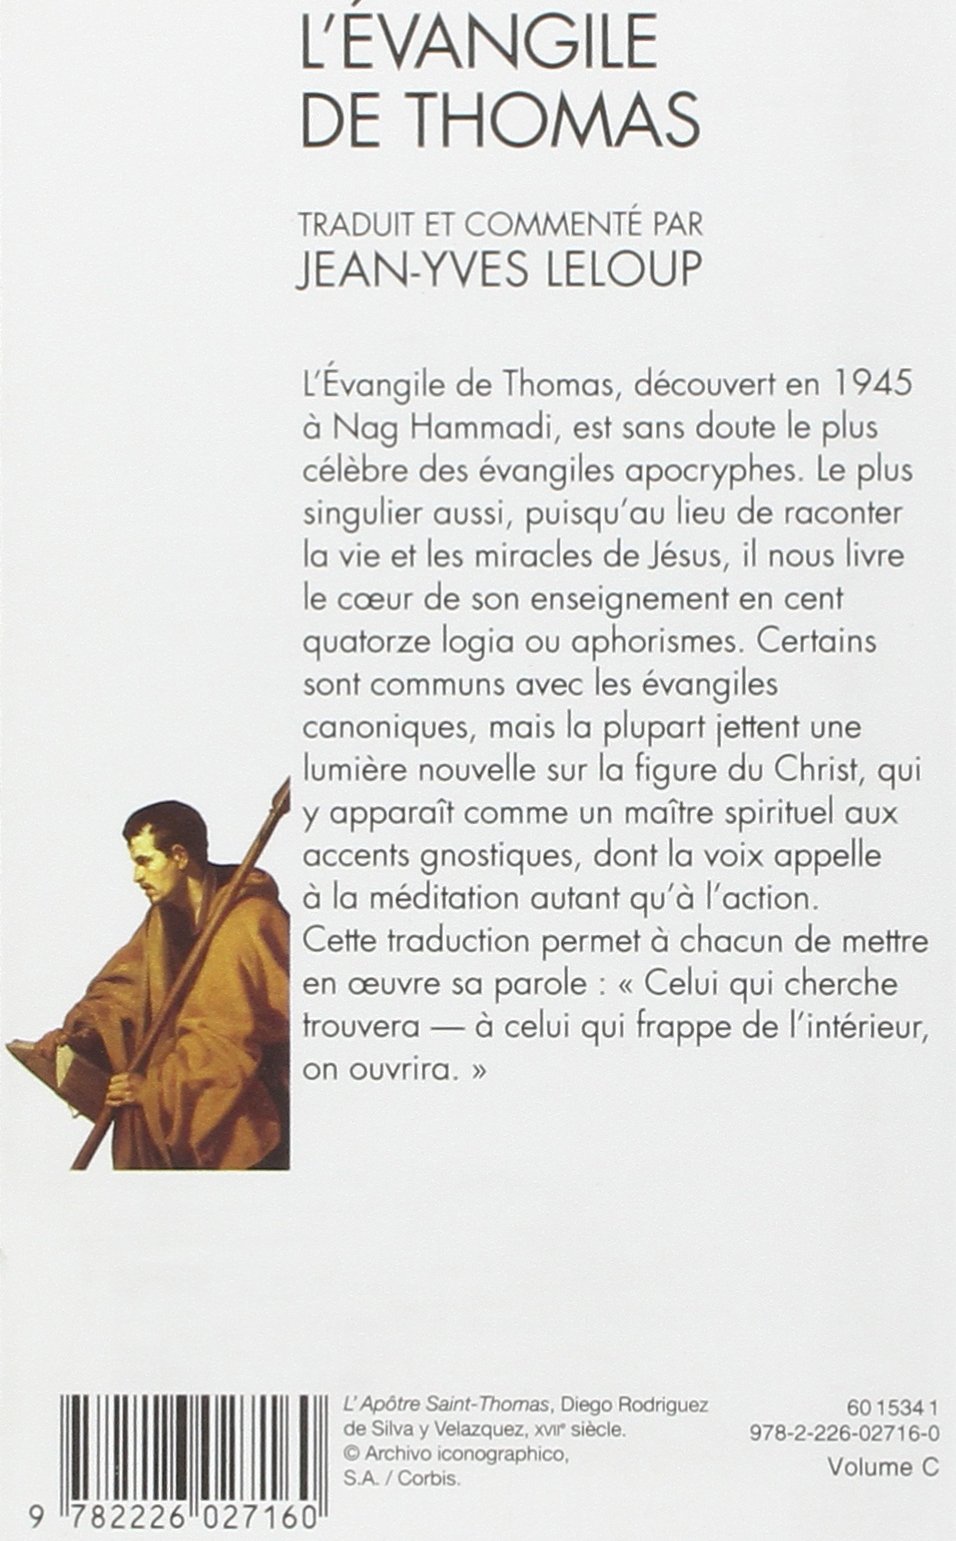 L'ÉVANGILE
DE THOMAS
TRADUIT ET COMMENTÉ PAR
JEAN-YVES LELOUP
L'Évangile de Thomas, découvert en 1945
à Nag Hammadi, est sans doute le plus
célèbre des évangiles apocryphes. Le plus
singulier aussi, puisqu'au lieu de raconter
la vie et les miracles de Jésus, il nous livre
le cœur de son enseignement en cent
quatorze logia ou aphorismes. Certains
sont communs avec les évangiles
canoniques, mais la plupart jettent une
lumière nouvelle sur la figure du Christ, qui
y apparaît comme un maître spirituel aux
accents gnostiques, dont la voix appelle
à la méditation autant qu'à l'action.
Cette traduction permet à chacun de mettre
en œuvre sa parole : « Celui qui cherche
trouvera — à celui qui frappe de l'intérieur,
on ouvrira. »
L'Apôtre Saint-Thomas, Diego Rodriguez
de Silva y Velazquez, XVIIe siècle.
© Archivo iconographico,
S.A. / Corbis.
60 1534 1
978-2-226-02716-0
Volume C
9 782226 027160